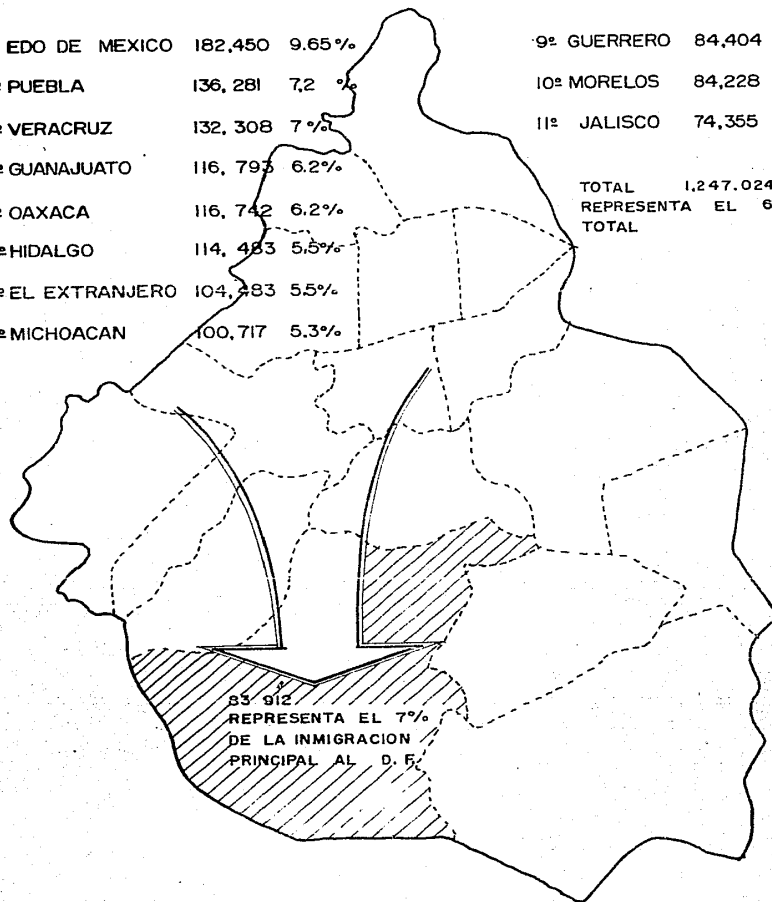 EDO DE MEXICO 182,450 9.65%
º PUEBLA 136,281 7,2 %
º VERACRUZ 132,308 7%
º GUANAJUATO 116,793 6.2%
º OAXACA 116,742 6.2%
º HIDALGO 114,483 5.5%
º EL EXTRANJERO 104,483 5.5%
º MICHOACAN 100,717 5.3%
9º GUERRERO 84,404
10º MORELOS 84,228
11º JALISCO 74,355
TOTAL 1,247.024
REPRESENTA EL 6
TOTAL
83 912
REPRESENTA EL 7%
DE LA INMIGRACION
PRINCIPAL AL D.F.